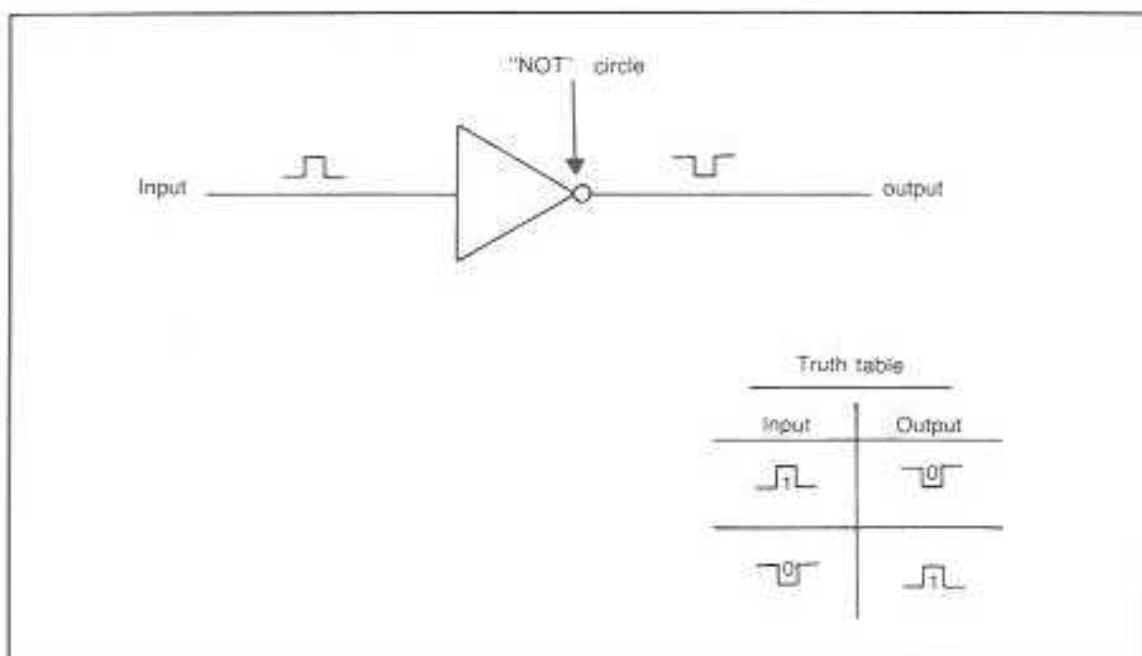 "NOT" circle
Input
output
Truth table
Input Output
1 0
0 1